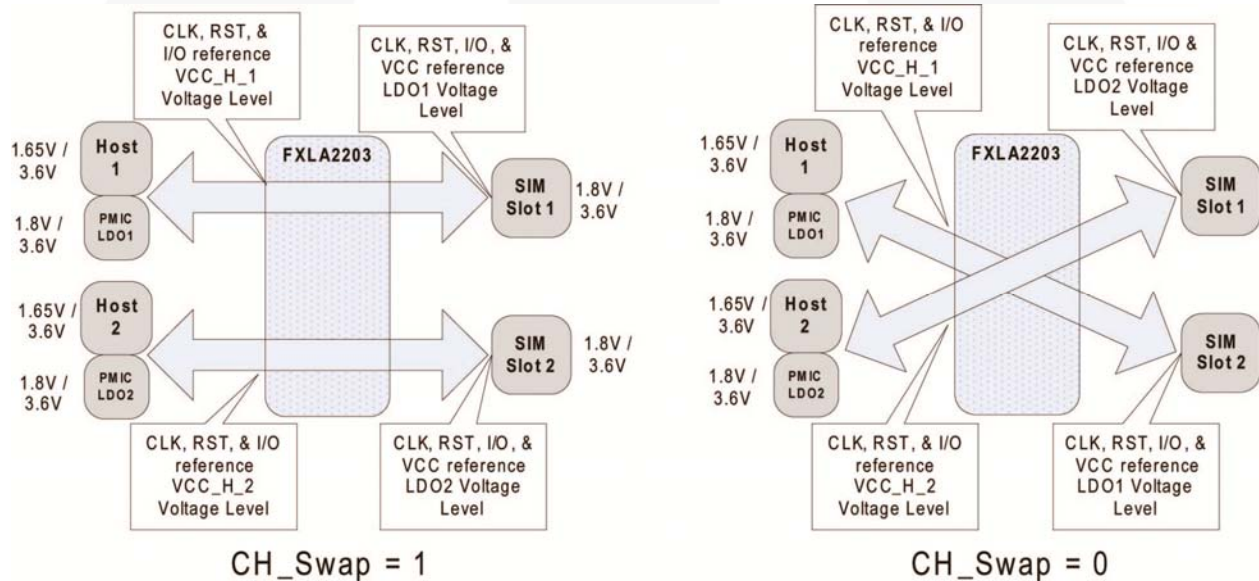 CLK, RST, &
I/O reference
VCC_H_1
Voltage Level
CLK, RST, I/O, &
VCC reference
LDO1 Voltage
Level
1.65V /
3.6V
Host
1
1.8V /
3.6V
PMIC
LDO1
FXLA2203
SIM
Slot 1
1.8V /
3.6V
1.65V /
3.6V
Host
2
1.8V /
3.6V
PMIC
LDO2
SIM
Slot 2
1.8V /
3.6V
CLK, RST, & I/O
reference
VCC_H_2
Voltage Level
CLK, RST, I/O, &
VCC reference
LDO2 Voltage
Level
CH_Swap = 1
CLK, RST, & I/O
reference
VCC_H_1
Voltage Level
CLK, RST, I/O &
VCC reference
LDO2 Voltage
Level
1.65V /
3.6V
Host
1
1.8V /
3.6V
PMIC
LDO1
FXLA2203
SIM
Slot 1
1.65V /
3.6V
Host
2
1.8V /
3.6V
PMIC
LDO2
SIM
Slot 2
CLK, RST, & I/O
reference
VCC_H_2
Voltage Level
CLK, RST, I/O, &
VCC reference
LDO1 Voltage
Level
CH_Swap = 0